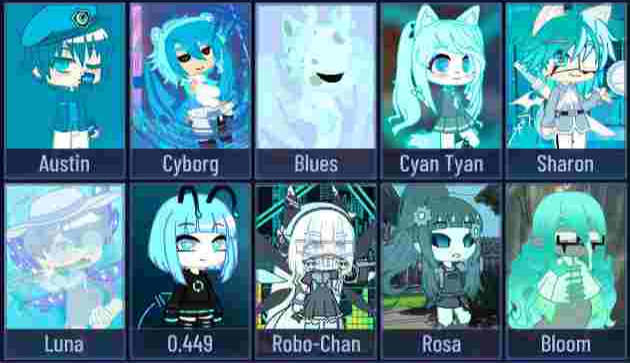 Austin
Cyborg
Blues
Cyan Tyan
Sharon
Luna
0.449
Robo-Chan
Rosa
Bloom